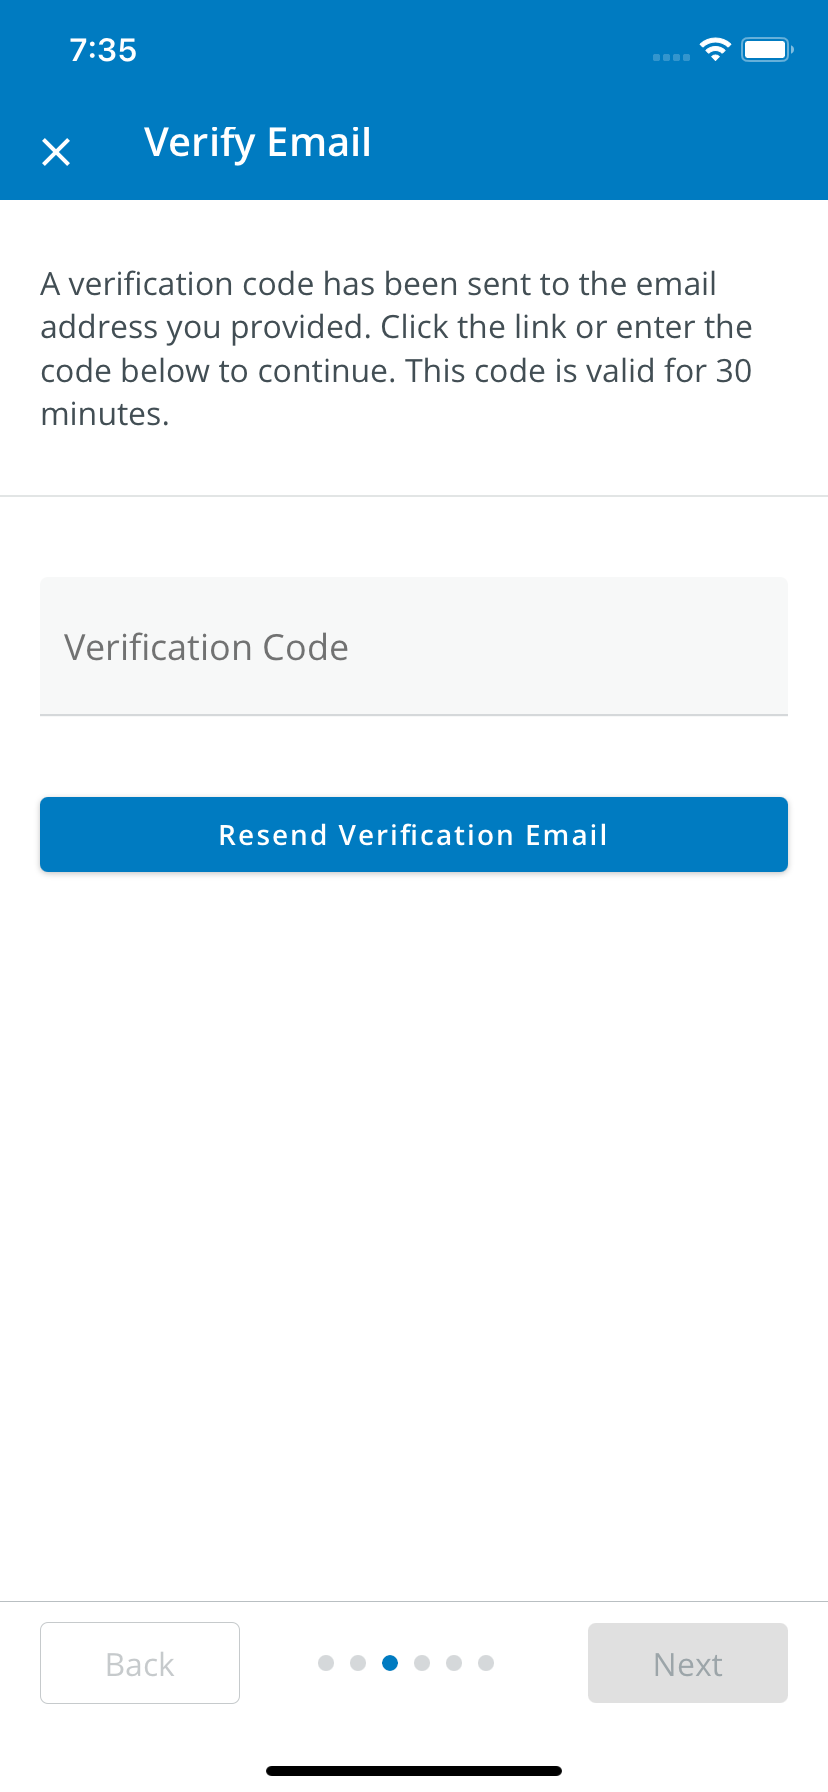 7:35
Verify Email
A verification code has been sent to the email
address you provided. Click the link or enter the
code below to continue. This code is valid for 30
minutes.
Verification Code
Resend Verification Email
Back
Next